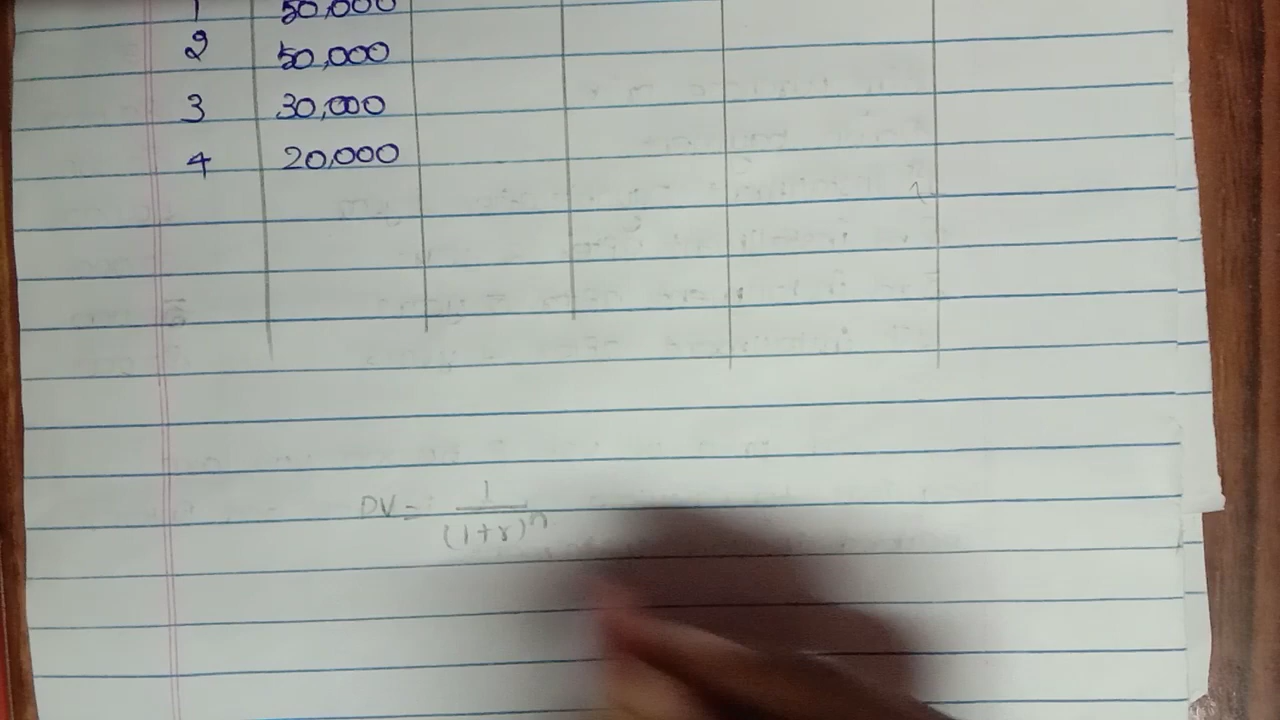 1 50,000
2 50,000
3 30,000
4 20,000
PV = 1
(1+r)^n